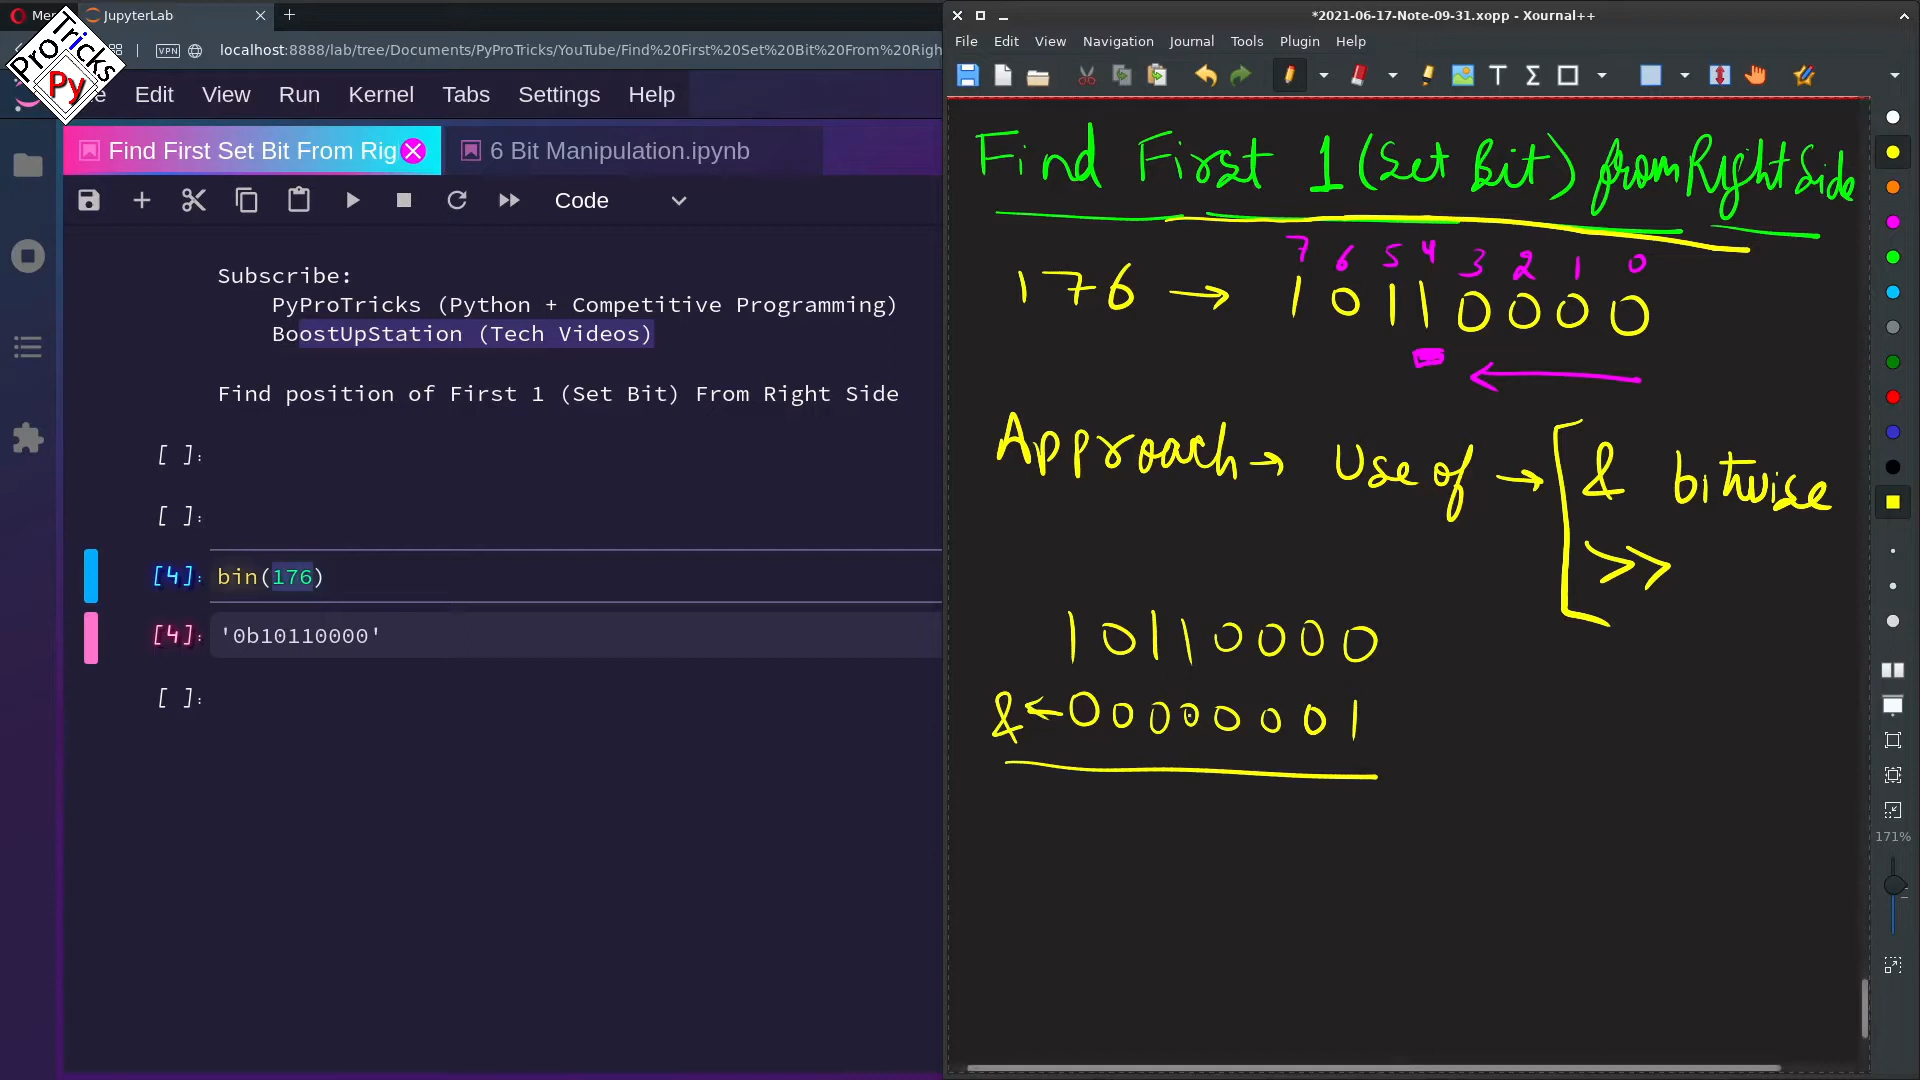 JupyterLab
VPN
localhost:8888/lab/tree/Documents/PyProTricks/YouTube/Find%20First%20Set%20Bit%20From%20Righ
ProTricks
Py
Edit View Run Kernel Tabs Settings Help
Find First Set Bit From Rig
6 Bit Manipulation.ipynb
Code
Subscribe:
PyProTricks (Python + Competitive Programming)
BoostUpStation (Tech Videos)
Find position of First 1 (Set Bit) From Right Side
[ ]:
[ ]:
[4]: bin(176)
[4]: '0b10110000'
[ ]:
*2021-06-17-Note-09-31.xopp - Xournal++
File Edit View Navigation Journal Tools Plugin Help
Find First 1 (Set Bit) from Right Side
7 6 5 4 3 2 1 0
176 → 1 0 1 1 0 0 0 0
Approach → Use of → [ & bitwise
>>
1 0 1 1 0 0 0 0
& ← 0 0 0 0 0 0 0 1
171%